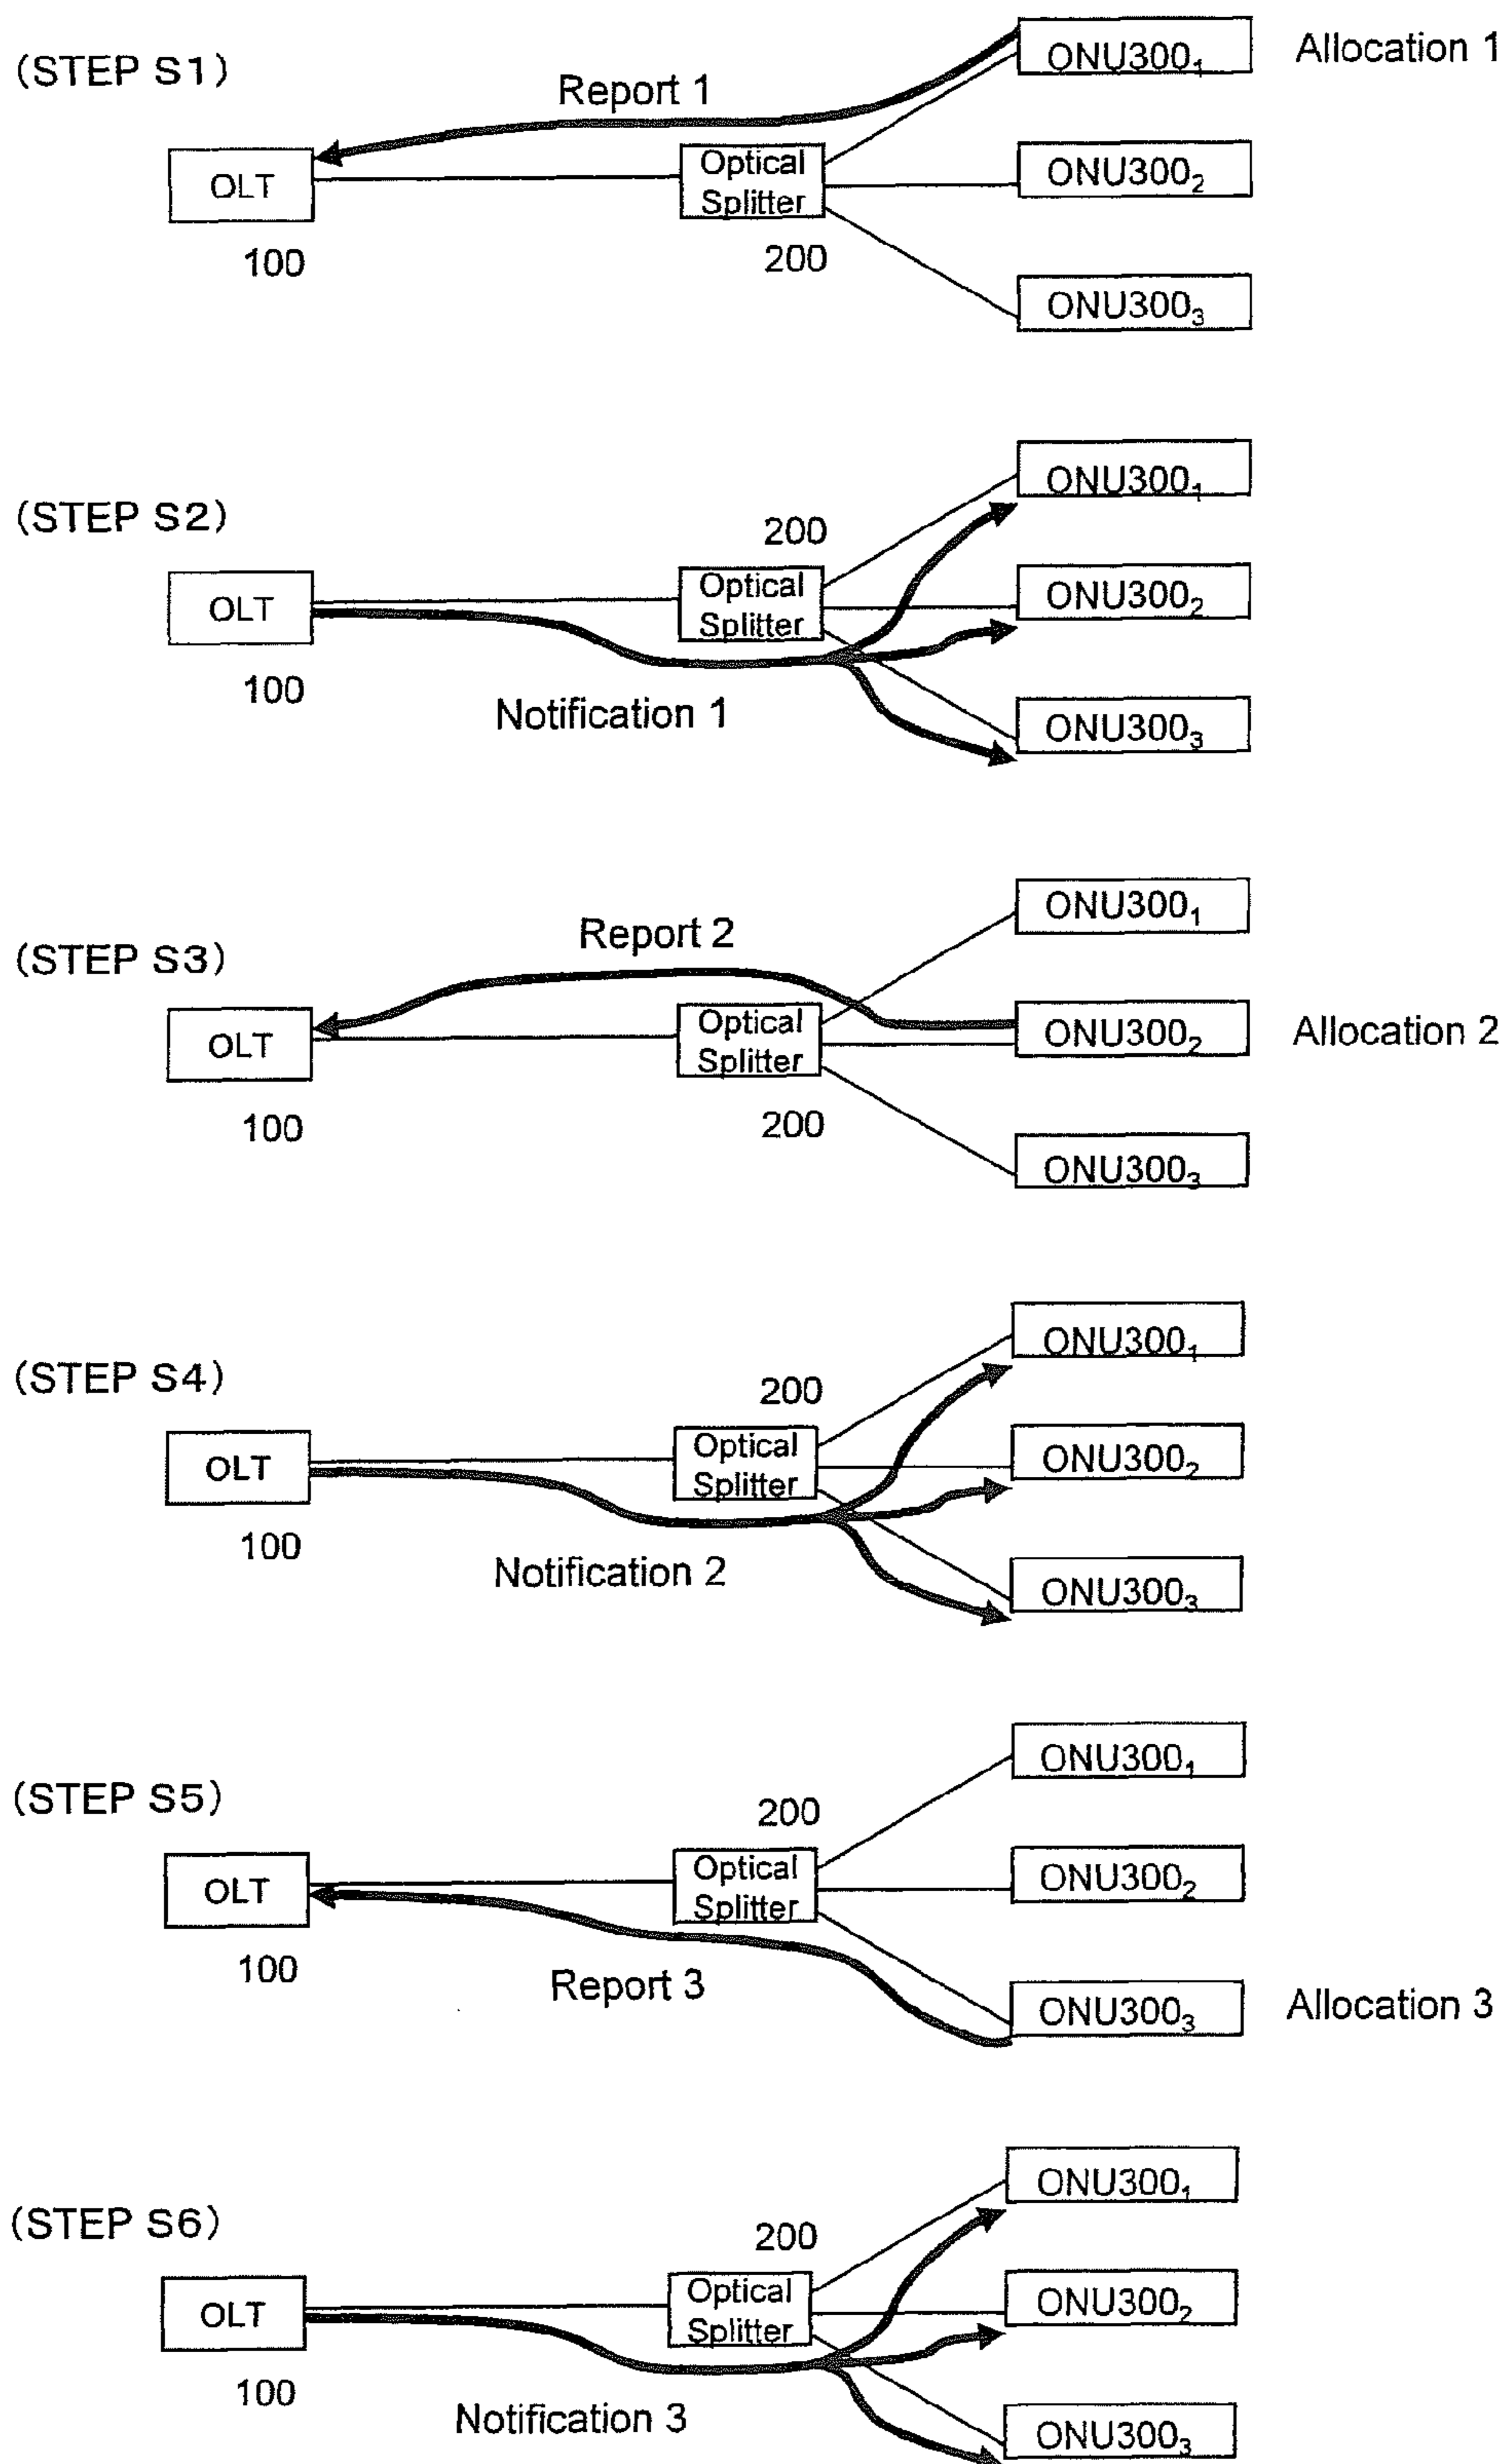 (STEP S1)
Report 1
ONU300₁
Allocation 1
OLT
Optical
Splitter
ONU300₂
100
200
ONU300₃
(STEP S2)
ONU300₁
200
OLT
Optical
Splitter
ONU300₂
100
Notification 1
ONU300₃
(STEP S3)
Report 2
ONU300₁
OLT
Optical
Splitter
ONU300₂
Allocation 2
100
200
ONU300₃
(STEP S4)
ONU300₁
200
OLT
Optical
Splitter
ONU300₂
100
Notification 2
ONU300₃
(STEP S5)
ONU300₁
200
OLT
Optical
Splitter
ONU300₂
100
Report 3
ONU300₃
Allocation 3
(STEP S6)
ONU300₁
200
OLT
Optical
Splitter
ONU300₂
100
Notification 3
ONU300₃